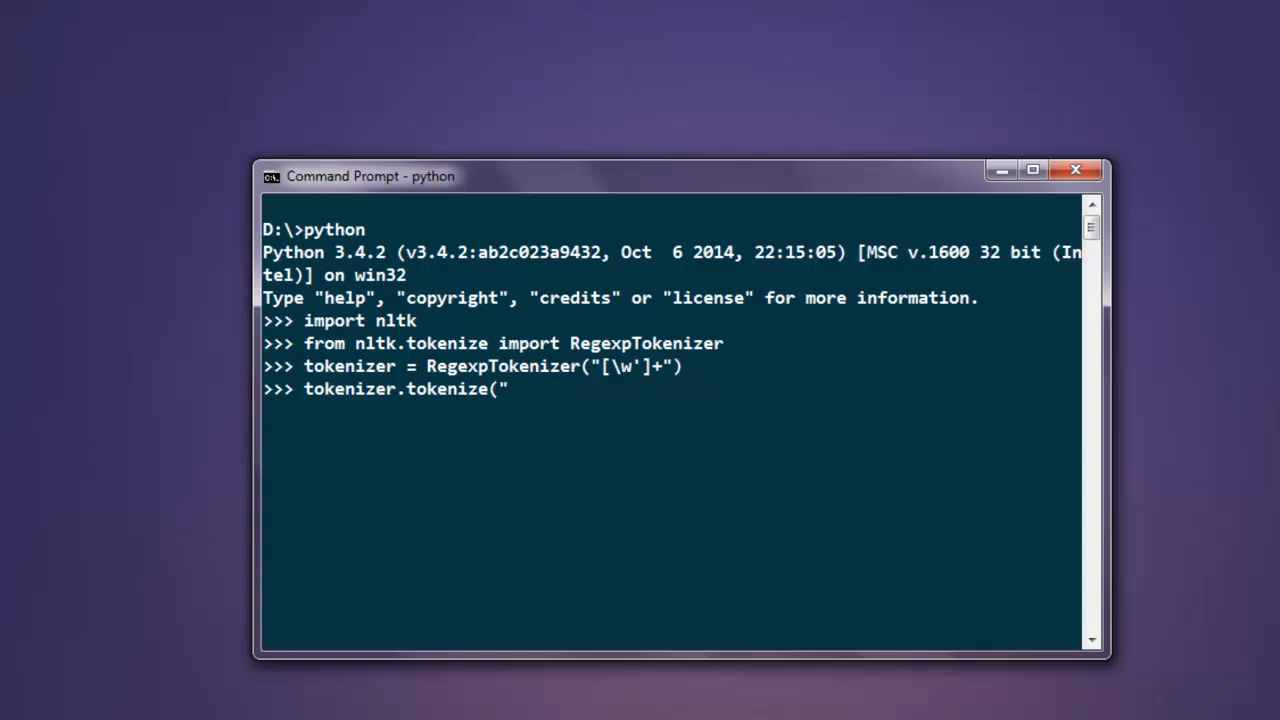 Command Prompt - python
D:\>python
Python 3.4.2 (v3.4.2:ab2c023a9432, Oct  6 2014, 22:15:05) [MSC v.1600 32 bit (In
tel)] on win32
Type "help", "copyright", "credits" or "license" for more information.
>>> import nltk
>>> from nltk.tokenize import RegexpTokenizer
>>> tokenizer = RegexpTokenizer("[\w']+")
>>> tokenizer.tokenize("